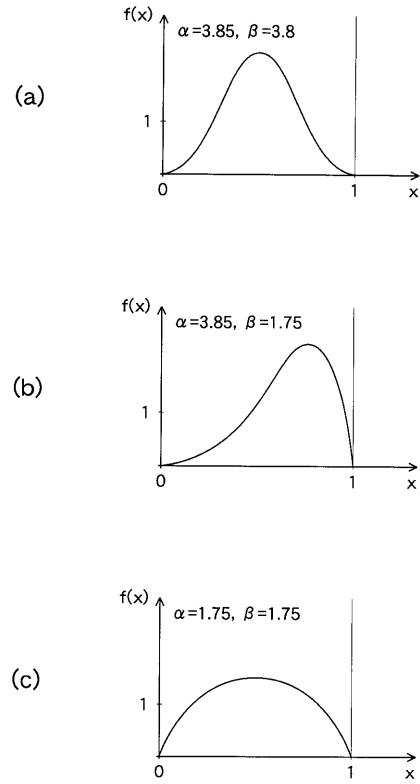 f(x)
α=3.85, β=3.8
(a)
1
0 1 x
f(x)
α=3.85, β=1.75
(b)
1
0 1 x
f(x)
α=1.75, β=1.75
(c)
1
0 1 x